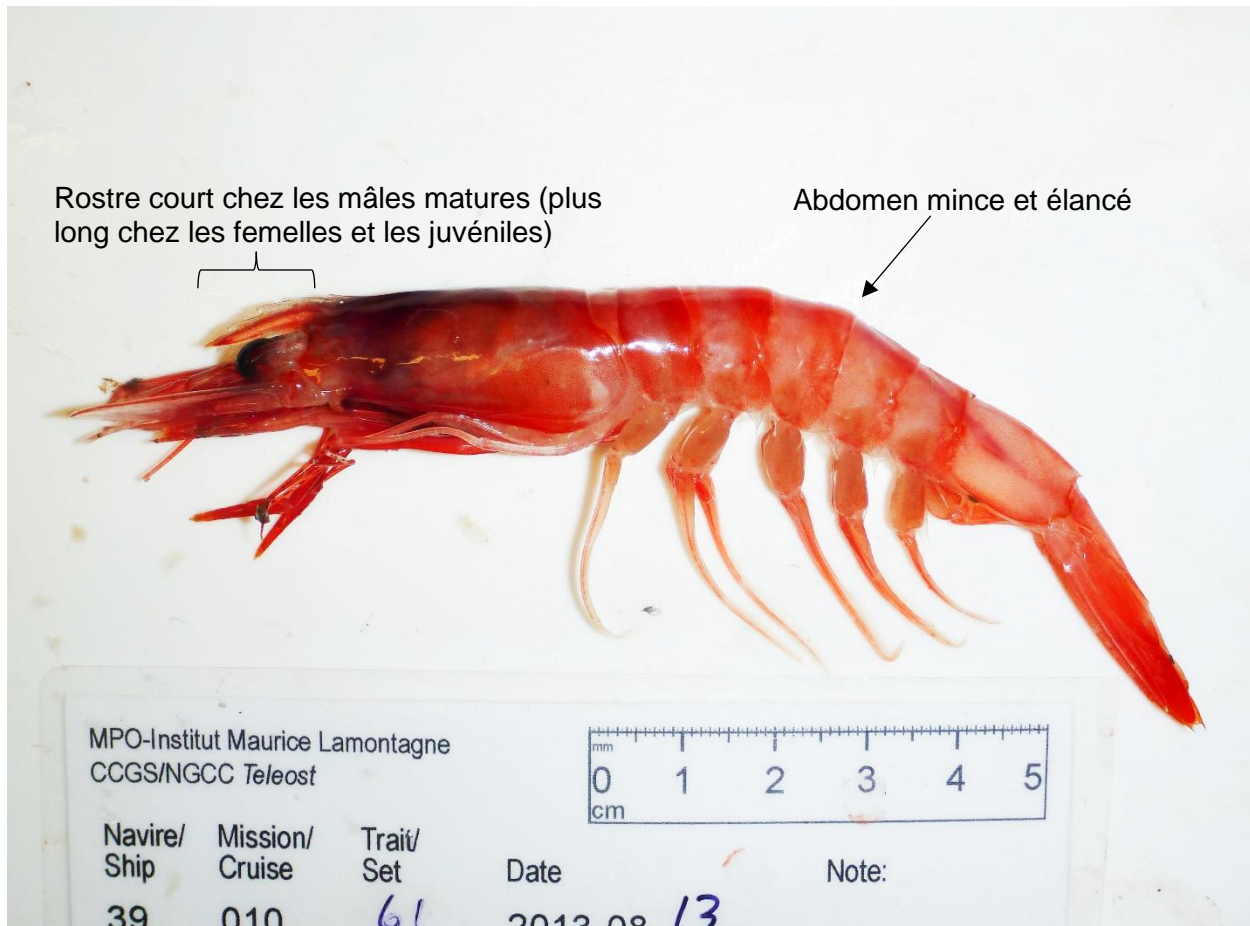 Rostre court chez les mâles matures (plus
long chez les femelles et les juvéniles)
Abdomen mince et élancé
MPO-Institut Maurice Lamontagne
CCGS/NGCC Teleost
mm
0 1 2 3 4 5
cm
Navire/ Mission/ Trait/
Ship Cruise Set Date Note:
39 010 61 2013-08 13